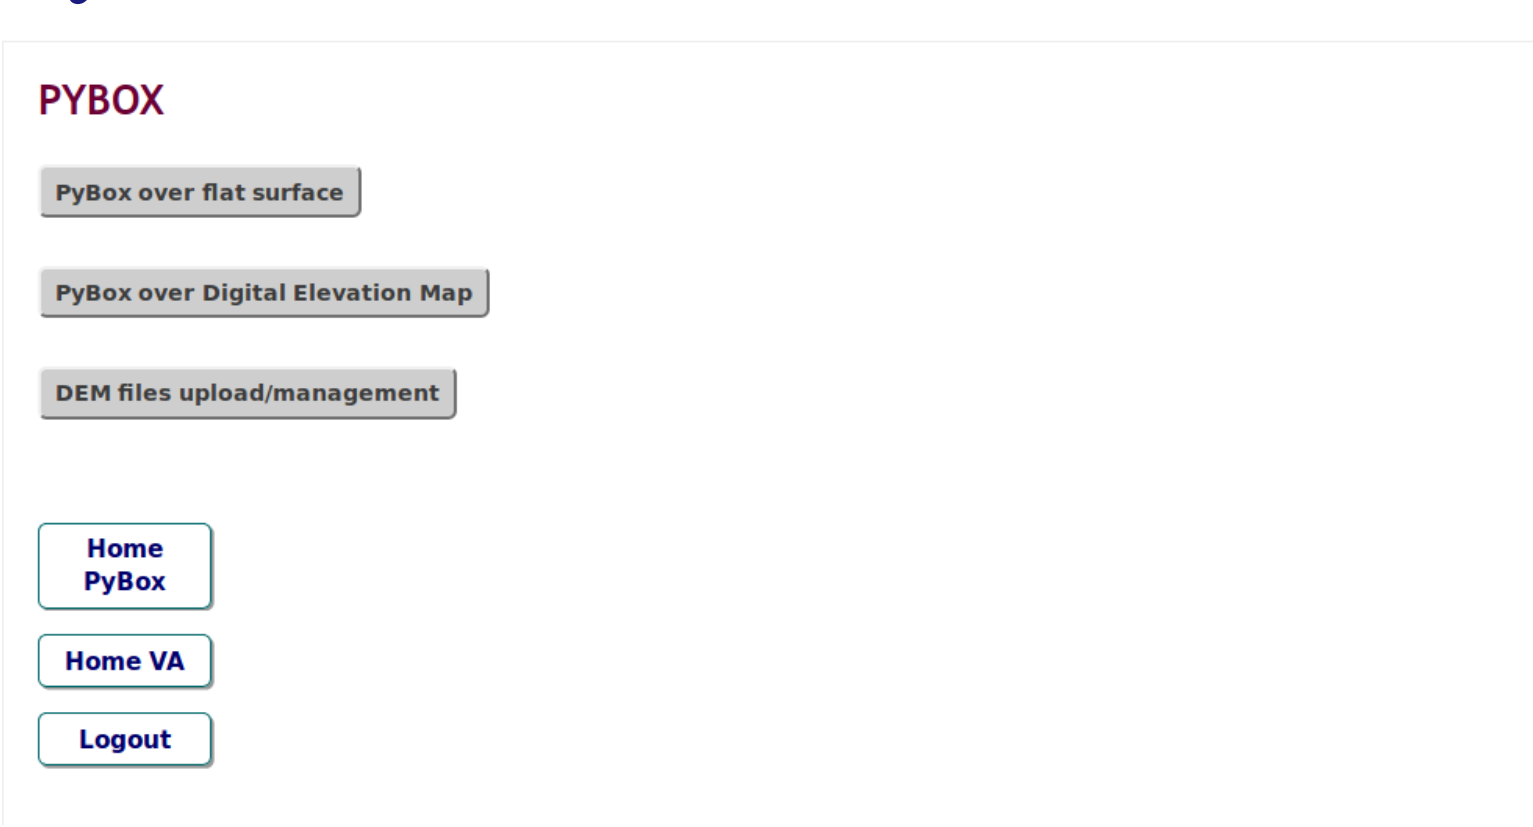 PYBOX
PyBox over flat surface
PyBox over Digital Elevation Map
DEM files upload/management
Home
PyBox
Home VA
Logout